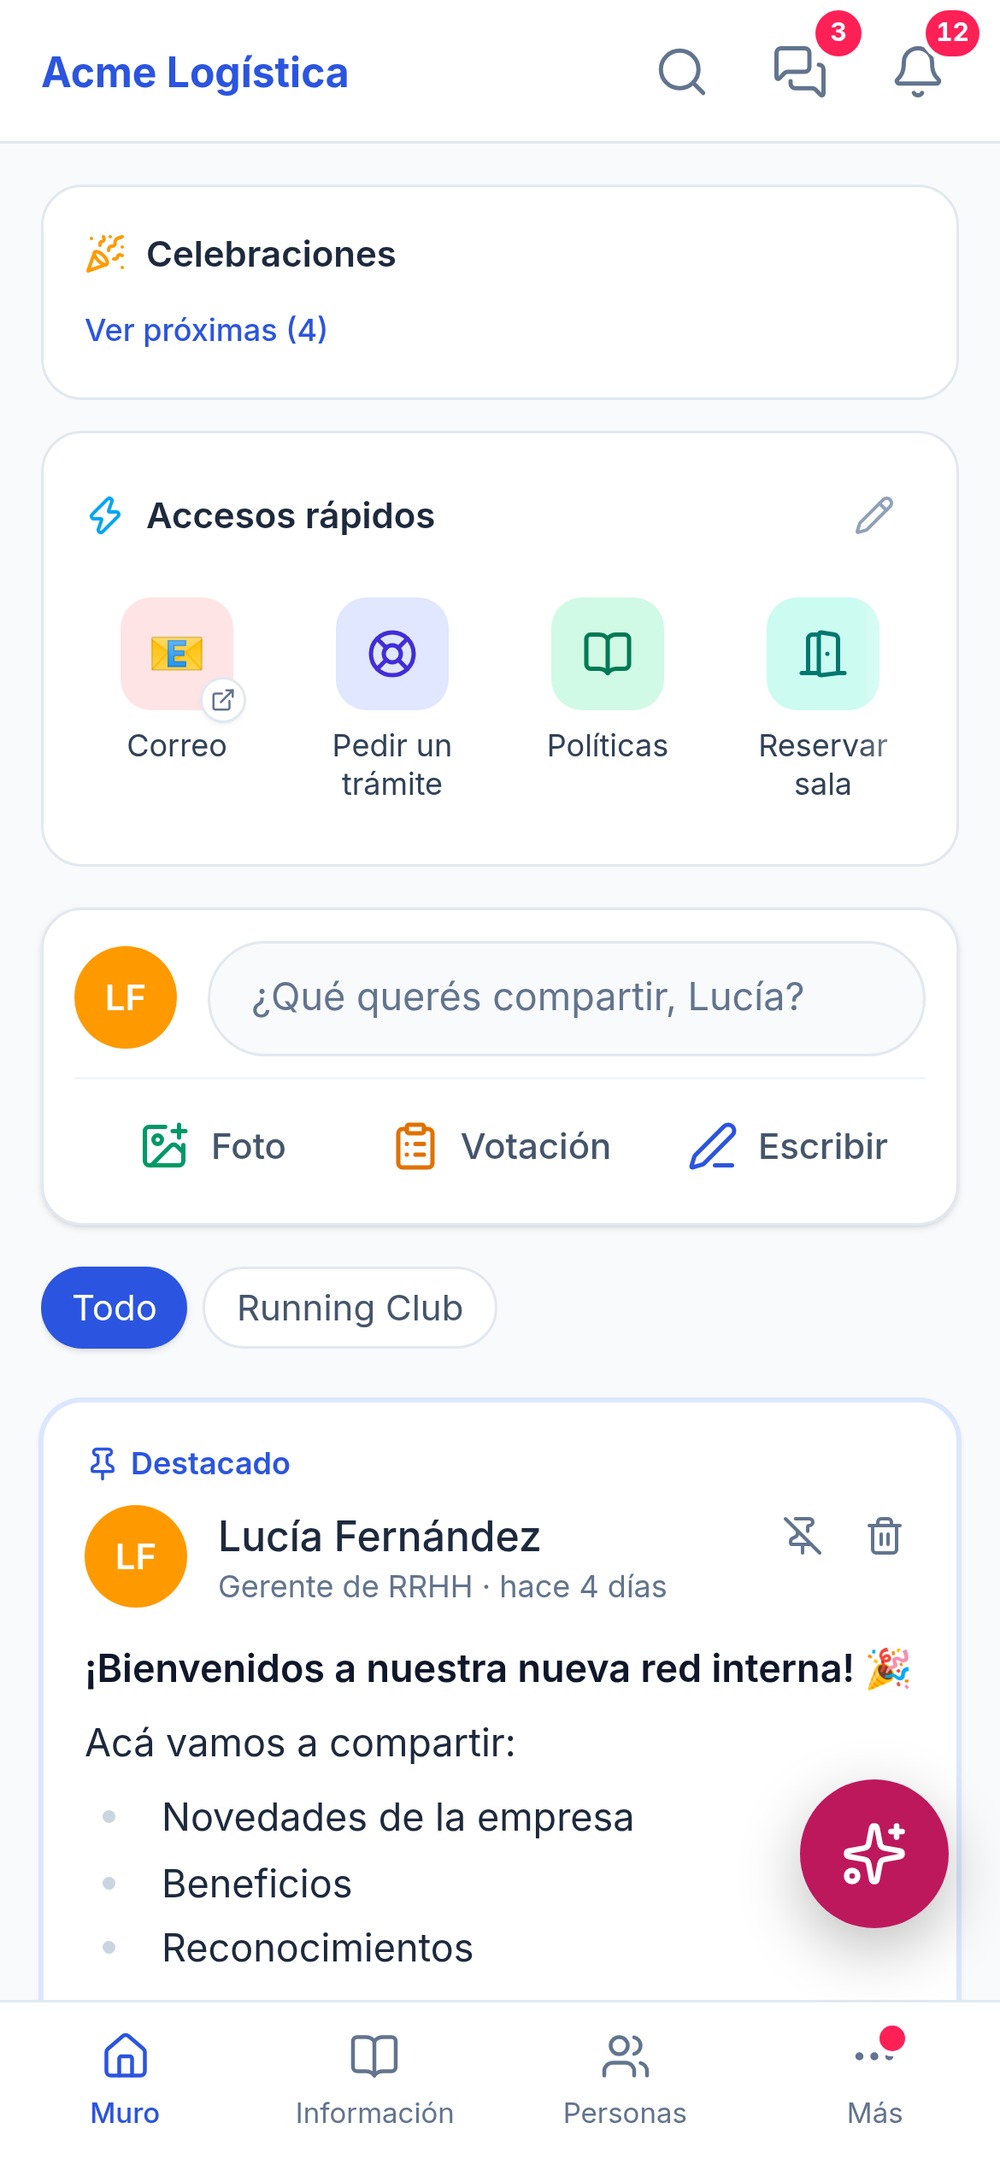 Acme Logística
3
12
Celebraciones
Ver próximas (4)
Accesos rápidos
E
Correo
Pedir un
trámite
Políticas
Reservar
sala
LF
¿Qué querés compartir, Lucía?
Foto
Votación
Escribir
Todo
Running Club
Destacado
LF
Lucía Fernández
Gerente de RRHH · hace 4 días
¡Bienvenidos a nuestra nueva red interna! 🎉
Acá vamos a compartir:
• Novedades de la empresa
• Beneficios
• Reconocimientos
Muro
Información
Personas
Más